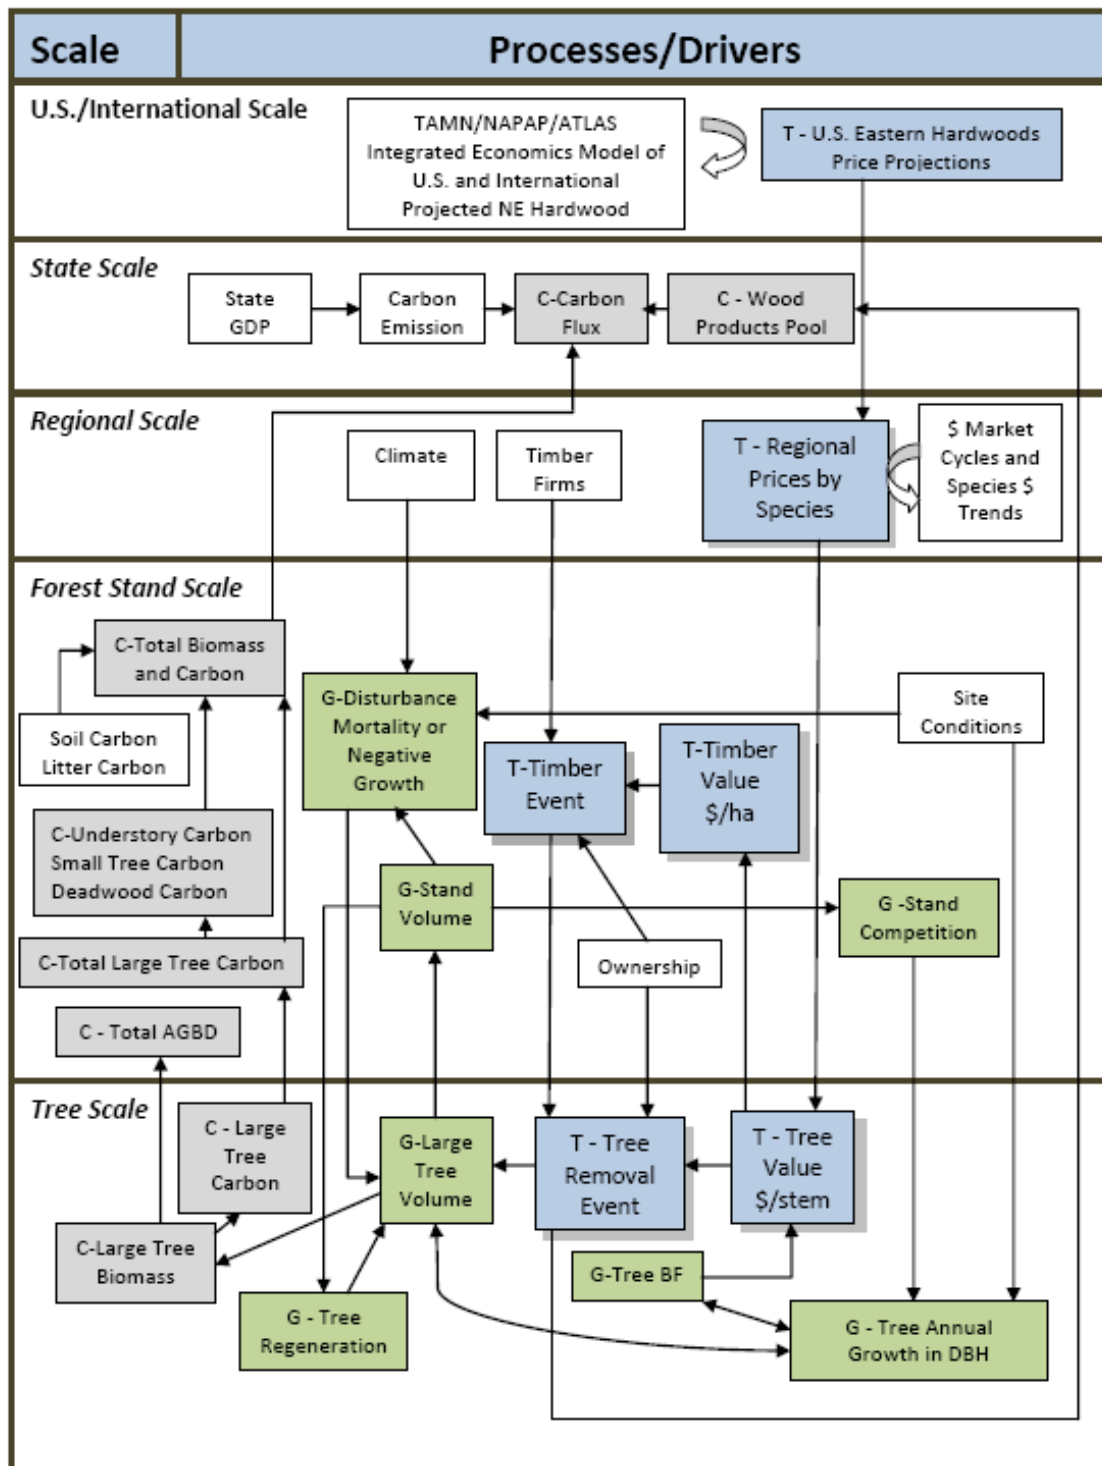 Scale
Processes/Drivers
U.S./International Scale
TAMN/NAPAP/ATLAS
Integrated Economics Model of
U.S. and International
Projected NE Hardwood
T - U.S. Eastern Hardwoods
Price Projections
State Scale
State
GDP
Carbon
Emission
C-Carbon
Flux
C - Wood
Products Pool
Regional Scale
Climate
Timber
Firms
T - Regional
Prices by
Species
$ Market
Cycles and
Species $
Trends
Forest Stand Scale
C-Total Biomass
and Carbon
Soil Carbon
Litter Carbon
G-Disturbance
Mortality or
Negative
Growth
T-Timber
Event
T-Timber
Value
$/ha
Site
Conditions
C-Understory Carbon
Small Tree Carbon
Deadwood Carbon
G-Stand
Volume
G -Stand
Competition
C-Total Large Tree Carbon
Ownership
C - Total AGBD
Tree Scale
C - Large
Tree
Carbon
G-Large
Tree
Volume
T - Tree
Removal
Event
T - Tree
Value
$/stem
C-Large Tree
Biomass
G-Tree BF
G - Tree
Regeneration
G - Tree Annual
Growth in DBH